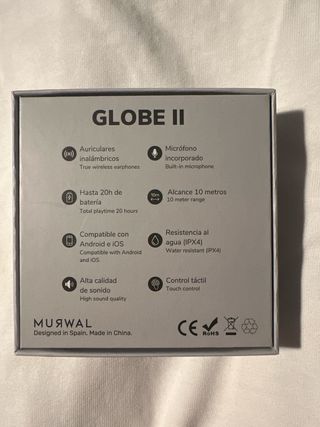 GLOBE II
Auriculares
inalámbricos
True wireless earphones
Micrófono
incorporado
Built-in microphone
Hasta 20h de
batería
Total playtime 20 hours
10m
Alcance 10 metros
10 meter range
Compatible con
Android e iOS
Compatible with Android
and iOS
Resistencia al
agua (IPX4)
Water resistant (IPX4)
Alta calidad
de sonido
High sound quality
Control táctil
Touch control
MUЯWAL
Designed in Spain. Made in China.
CE RoHS